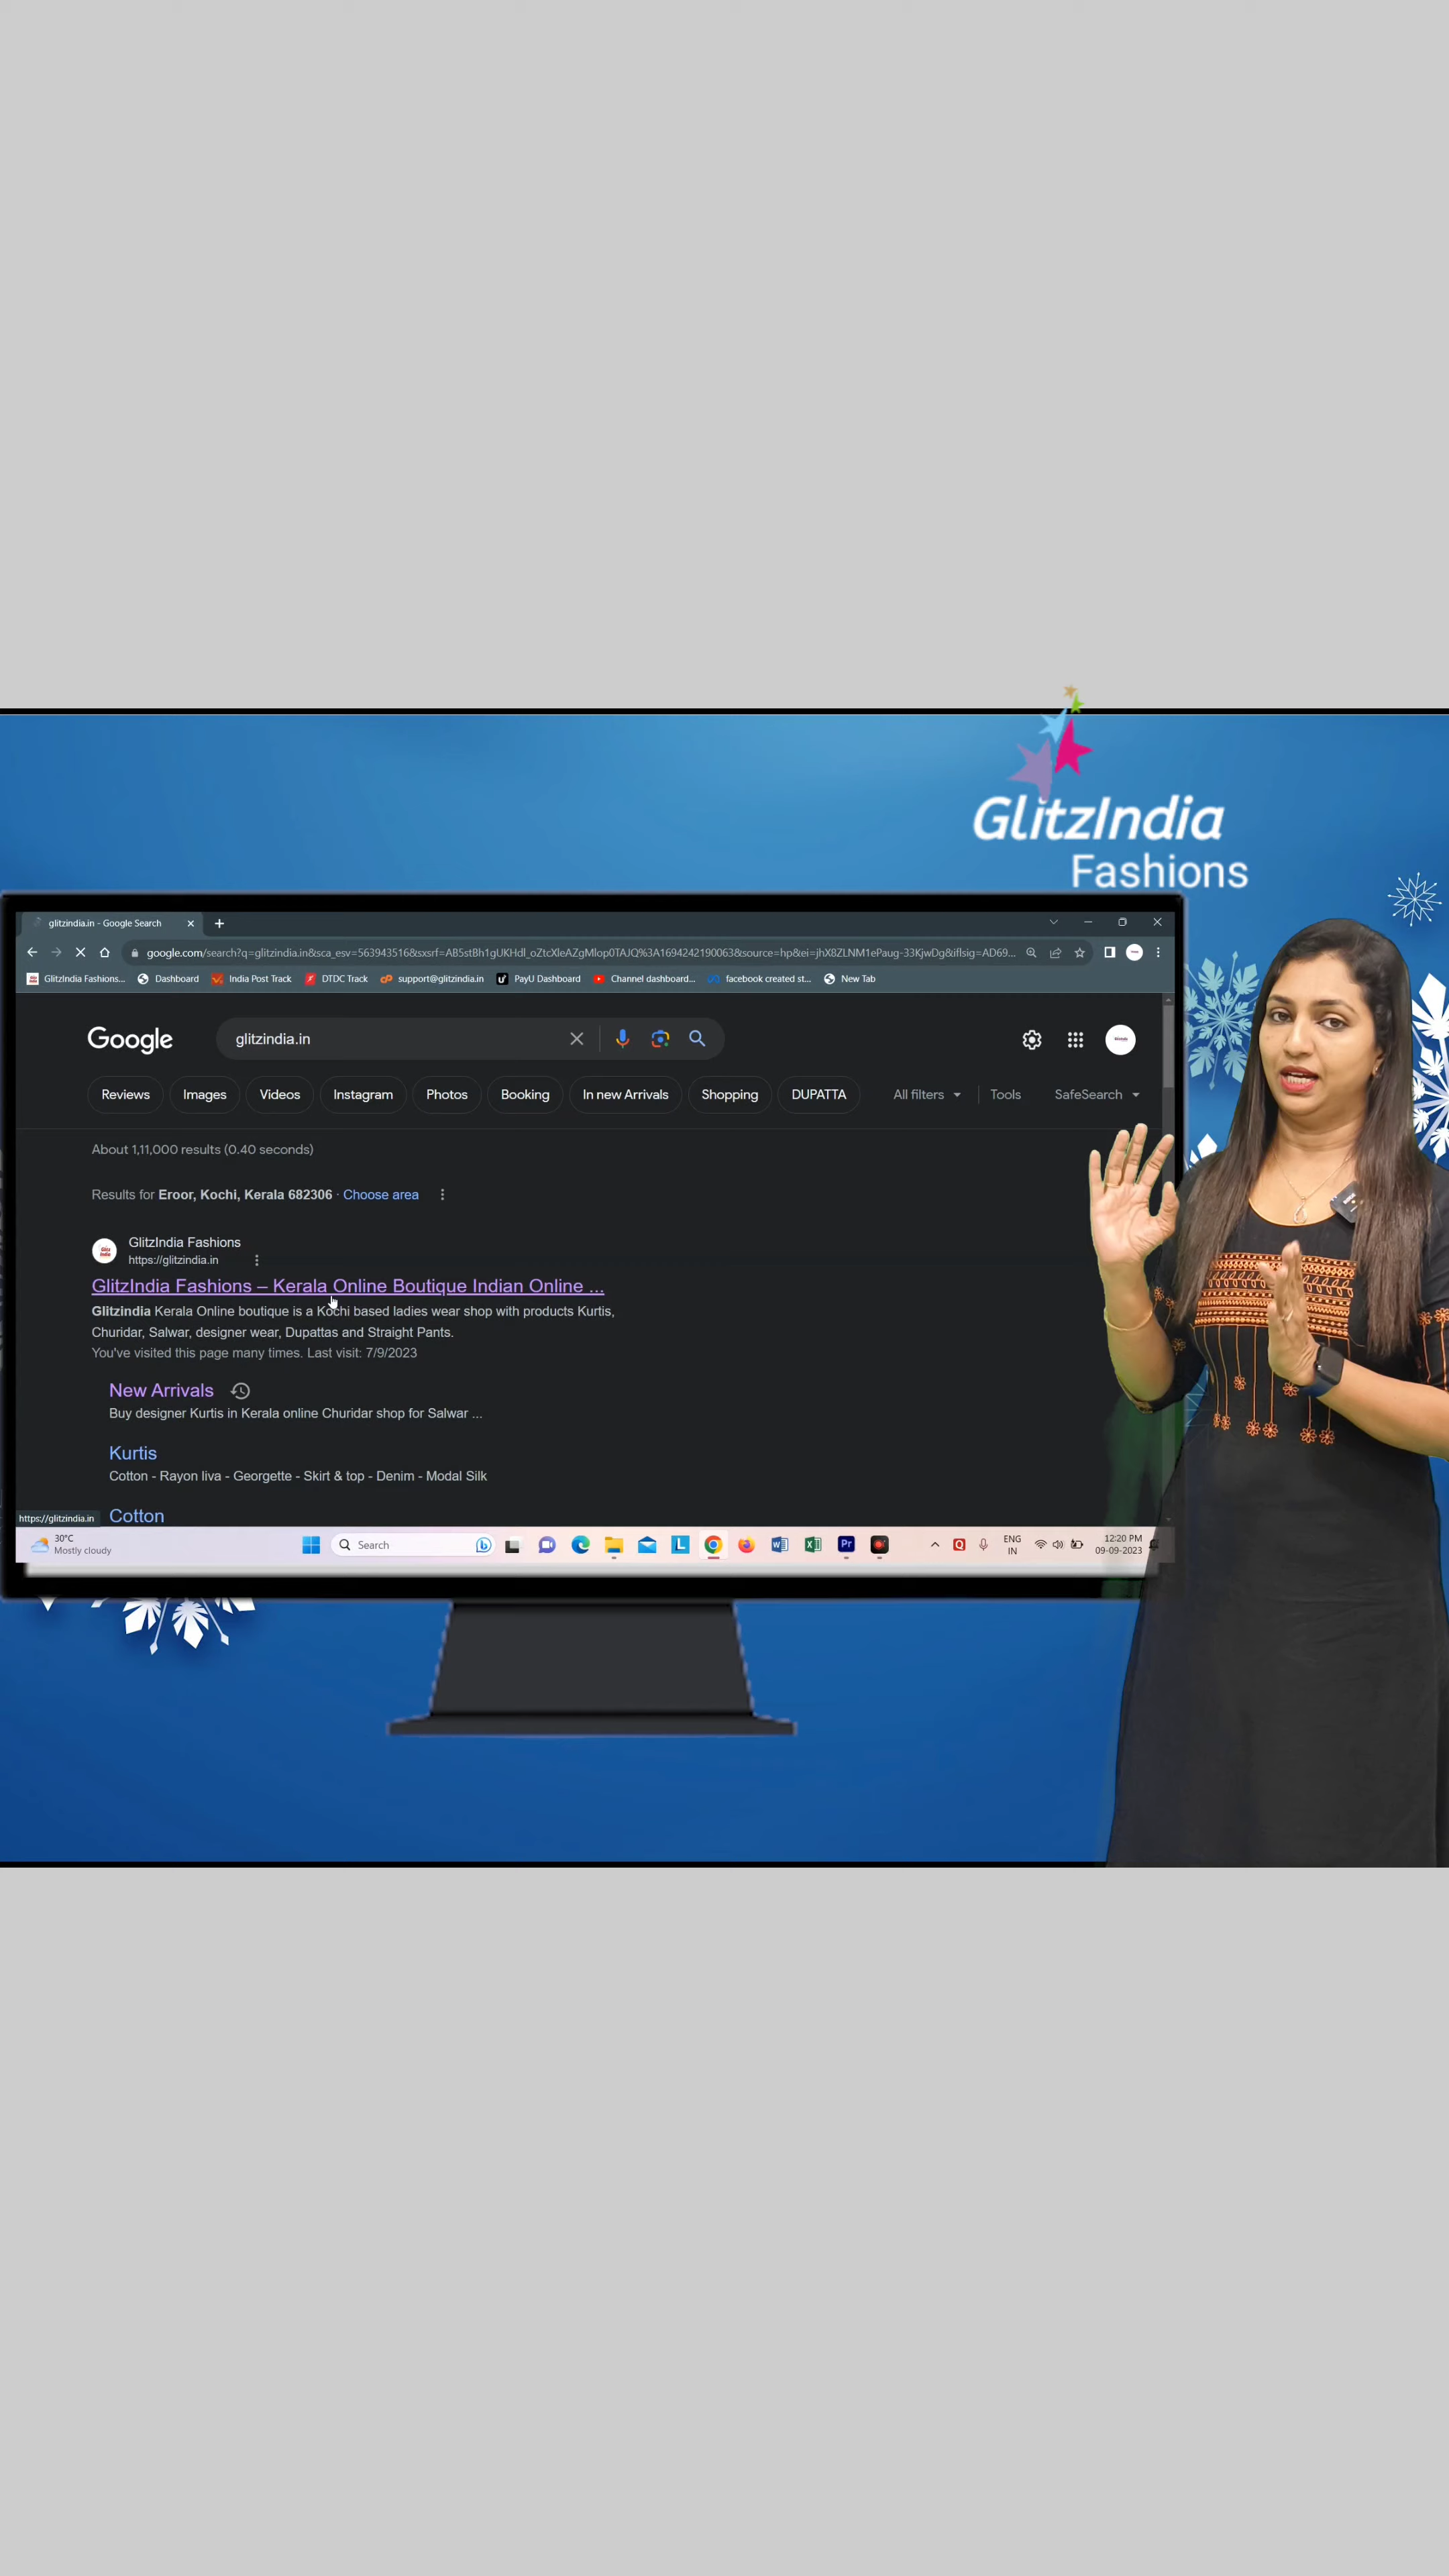 GlitzIndia
Fashions
glitzindia.in - Google Search
google.com/search?q=glitzindia.in&sca_esv=563943516&sxsrf=AB5stBh1gUKHdl_oZtcXleAZgMlop0TAJQ%3A1694242190063&source=hp&ei=jhX8ZLNM1ePaug-33KjwDg&iflsig=AD69...
GlitzIndia Fashions... Dashboard India Post Track DTDC Track support@glitzindia.in PayU Dashboard Channel dashboard... facebook created st... New Tab
Google glitzindia.in
Reviews Images Videos Instagram Photos Booking In new Arrivals Shopping DUPATTA All filters Tools SafeSearch
About 1,11,000 results (0.40 seconds)
Results for Eroor, Kochi, Kerala 682306 · Choose area
GlitzIndia Fashions
https://glitzindia.in
GlitzIndia Fashions – Kerala Online Boutique Indian Online ...
Glitzindia Kerala Online boutique is a Kochi based ladies wear shop with products Kurtis,
Churidar, Salwar, designer wear, Dupattas and Straight Pants.
You've visited this page many times. Last visit: 7/9/2023
New Arrivals
Buy designer Kurtis in Kerala online Churidar shop for Salwar ...
Kurtis
Cotton - Rayon liva - Georgette - Skirt & top - Denim - Modal Silk
Cotton
https://glitzindia.in
30°C
Mostly cloudy
Search
L
Pr
ENG
IN
12:20 PM
09-09-2023